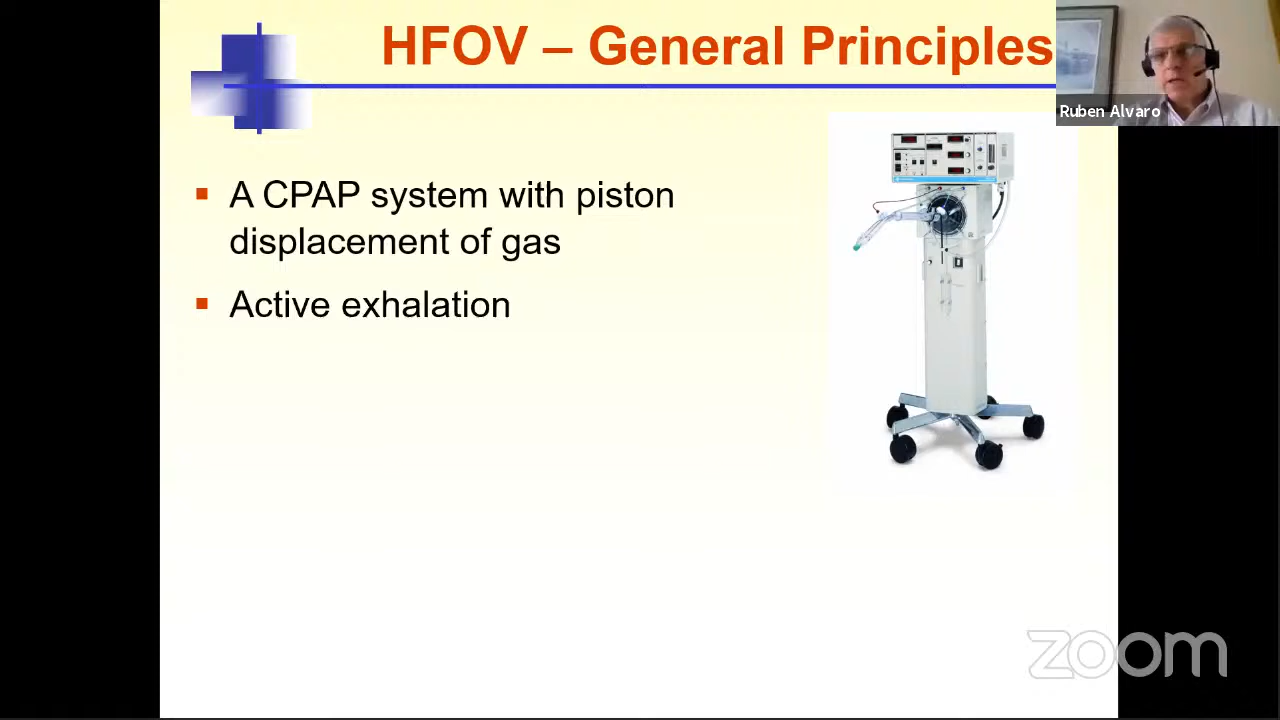 HFOV – General Principles
Ruben Alvaro
A CPAP system with piston
displacement of gas
Active exhalation
zoom